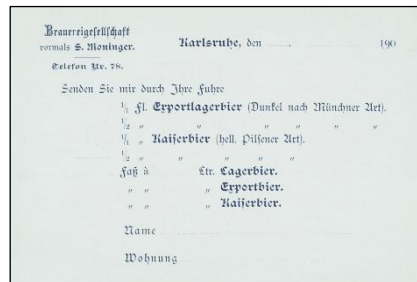 Brauereigesellschaft
vormals S. Moninger.
Telefon Nr. 78.
Karlsruhe, den 190
Senden Sie mir durch Ihre Fuhre
1/1 Fl. Exportlagerbier (Dunkel nach Münchner Art).
1/2 „ „ „ „ „ „
1/1 „ Kaiserbier (hell. Pilsener Art).
1/2 „ „ „ „ „
Faß à Ltr. Lagerbier.
„ „ „ Exportbier.
„ „ „ Kaiserbier.
Name
Wohnung